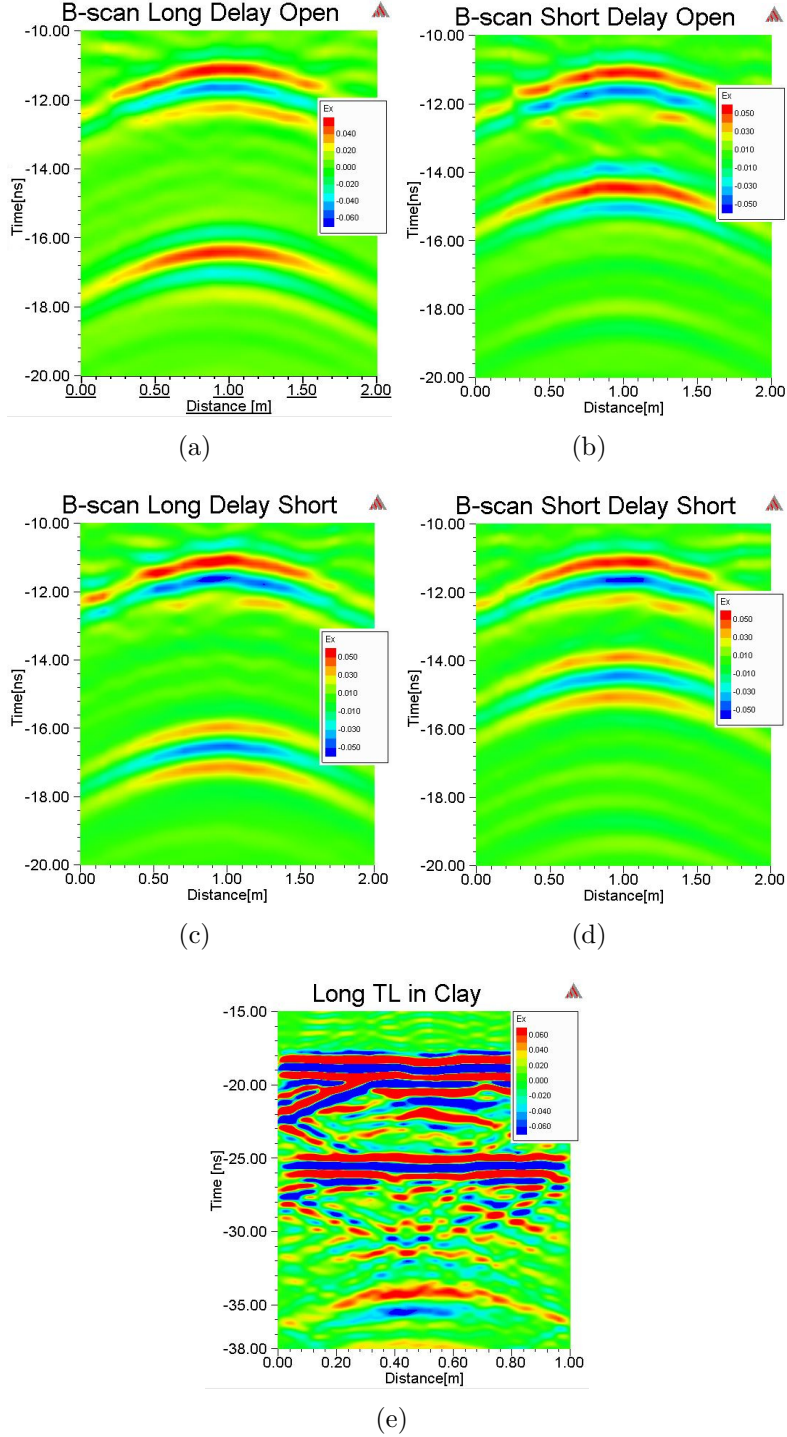 B-scan Long Delay Open
-10.00
-12.00
-14.00
-16.00
-18.00
-20.00
Time[ns]
0.00 0.50 1.00 1.50 2.00
Distance [m]
Ex
0.040
0.020
0.000
-0.020
-0.040
-0.060
(a)
B-scan Short Delay Open
-10.00
-12.00
-14.00
-16.00
-18.00
-20.00
Time[ns]
0.00 0.50 1.00 1.50 2.00
Distance[m]
Ex
0.050
0.030
0.010
-0.010
-0.030
-0.050
(b)
B-scan Long Delay Short
-10.00
-12.00
-14.00
-16.00
-18.00
-20.00
Time[ns]
0.00 0.50 1.00 1.50 2.00
Distance[m]
Ex
0.050
0.030
0.010
-0.010
-0.030
-0.050
(c)
B-scan Short Delay Short
-10.00
-12.00
-14.00
-16.00
-18.00
-20.00
Time[ns]
0.00 0.50 1.00 1.50 2.00
Distance[m]
Ex
0.050
0.030
0.010
-0.010
-0.030
-0.050
(d)
Long TL in Clay
-15.00
-20.00
-25.00
-30.00
-35.00
-38.00
Time [ns]
0.00 0.20 0.40 0.60 0.80 1.00
Distance[m]
Ex
0.060
0.040
0.020
0.000
-0.020
-0.040
-0.060
(e)